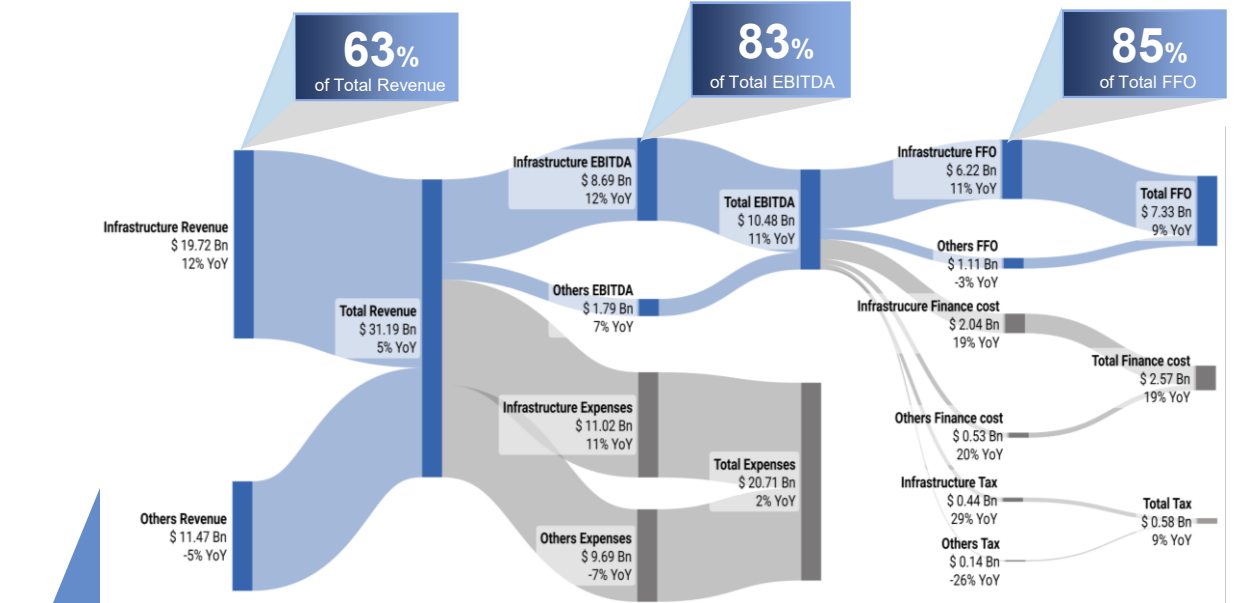 63%
of Total Revenue
83%
of Total EBITDA
85%
of Total FFO
Infrastructure Revenue
$ 19.72 Bn
12% YoY
Others Revenue
$ 11.47 Bn
-5% YoY
Total Revenue
$ 31.19 Bn
5% YoY
Infrastructure EBITDA
$ 8.69 Bn
12% YoY
Others EBITDA
$ 1.79 Bn
7% YoY
Infrastructure Expenses
$ 11.02 Bn
11% YoY
Others Expenses
$ 9.69 Bn
-7% YoY
Total EBITDA
$ 10.48 Bn
11% YoY
Total Expenses
$ 20.71 Bn
2% YoY
Infrastructure FFO
$ 6.22 Bn
11% YoY
Others FFO
$ 1.11 Bn
-3% YoY
Infrastrucure Finance cost
$ 2.04 Bn
19% YoY
Others Finance cost
$ 0.53 Bn
20% YoY
Infrastructure Tax
$ 0.44 Bn
29% YoY
Others Tax
$ 0.14 Bn
-26% YoY
Total FFO
$ 7.33 Bn
9% YoY
Total Finance cost
$ 2.57 Bn
19% YoY
Total Tax
$ 0.58 Bn
9% YoY